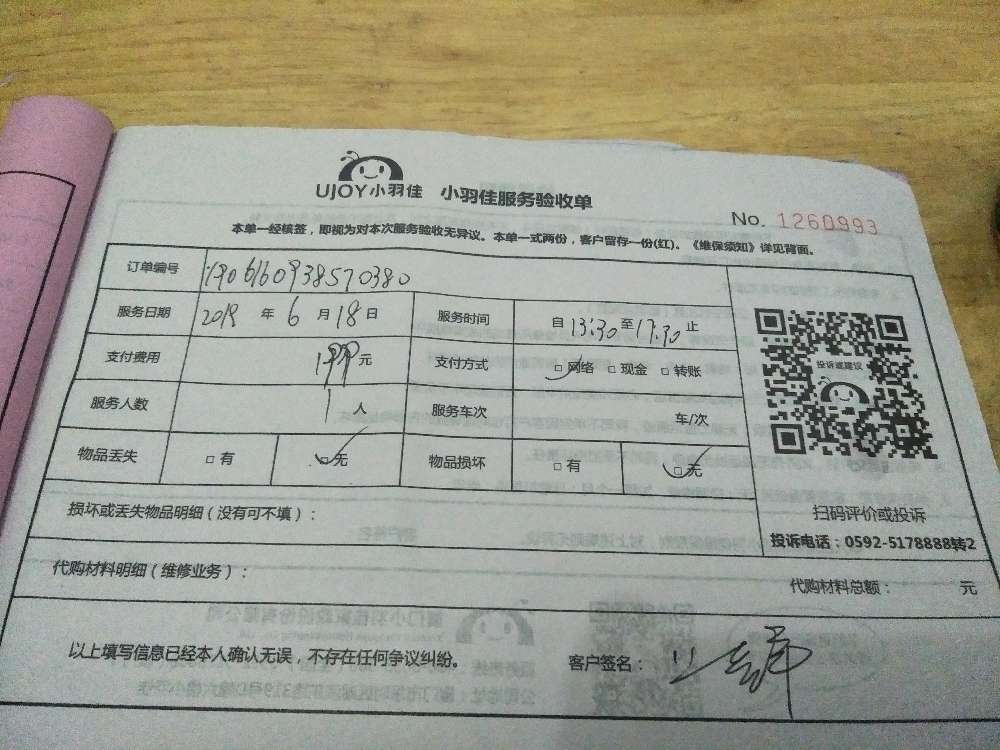 UJOY小羽佳 小羽佳服务验收单
No. 1260993
本单一经核签，即视为对本次服务验收无异议。本单一式两份，客户留存一份(红)。《维保须知》详见背面。
订单编号 1906160938570380
服务日期 2019 年 6 月 18 日 服务时间 自 13:30 至 17:30 止
支付费用 199 元 支付方式 □网络 □现金 □转账
服务人数 1 人 服务车次 车/次
物品丢失 □有 □无 物品损坏 □有 □无
投诉或建议
扫码评价或投诉
投诉电话：0592-5178888转2
损坏或丢失物品明细（没有可不填）：
代购材料明细（维修业务）： 代购材料总额： 元
以上填写信息已经本人确认无误，不存在任何争议纠纷。 客户签名：